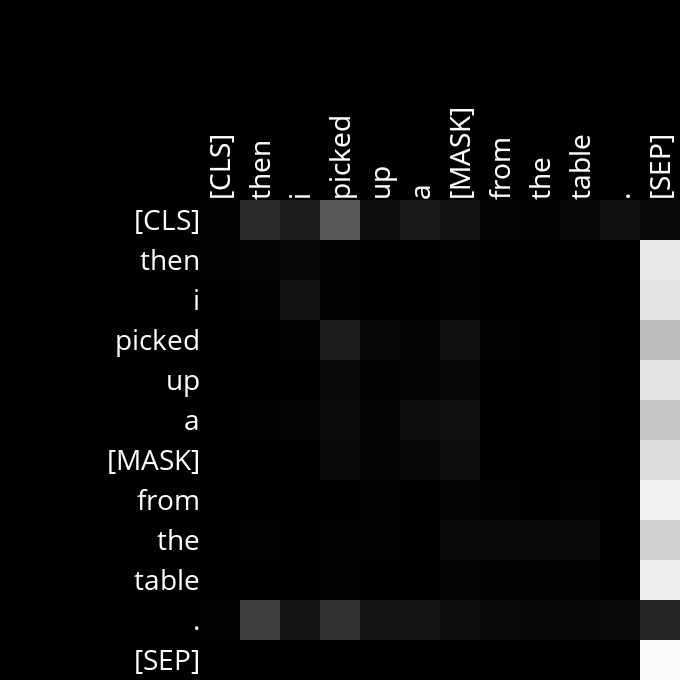 [CLS]
then
i
picked
up
a
[MASK]
from
the
table
.
[SEP]
[CLS]
then
i
picked
up
a
[MASK]
from
the
table
.
[SEP]